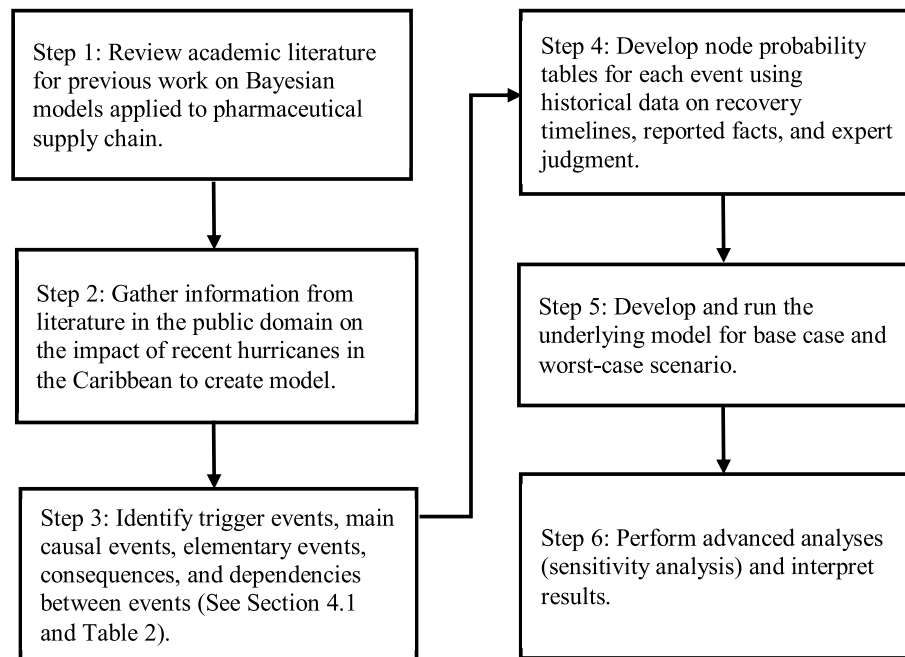 Step 1: Review academic literature
for previous work on Bayesian
models applied to pharmaceutical
supply chain.
Step 2: Gather information from
literature in the public domain on
the impact of recent hurricanes in
the Caribbean to create model.
Step 3: Identify trigger events, main
causal events, elementary events,
consequences, and dependencies
between events (See Section 4.1
and Table 2).
Step 4: Develop node probability
tables for each event using
historical data on recovery
timelines, reported facts, and expert
judgment.
Step 5: Develop and run the
underlying model for base case and
worst-case scenario.
Step 6: Perform advanced analyses
(sensitivity analysis) and interpret
results.